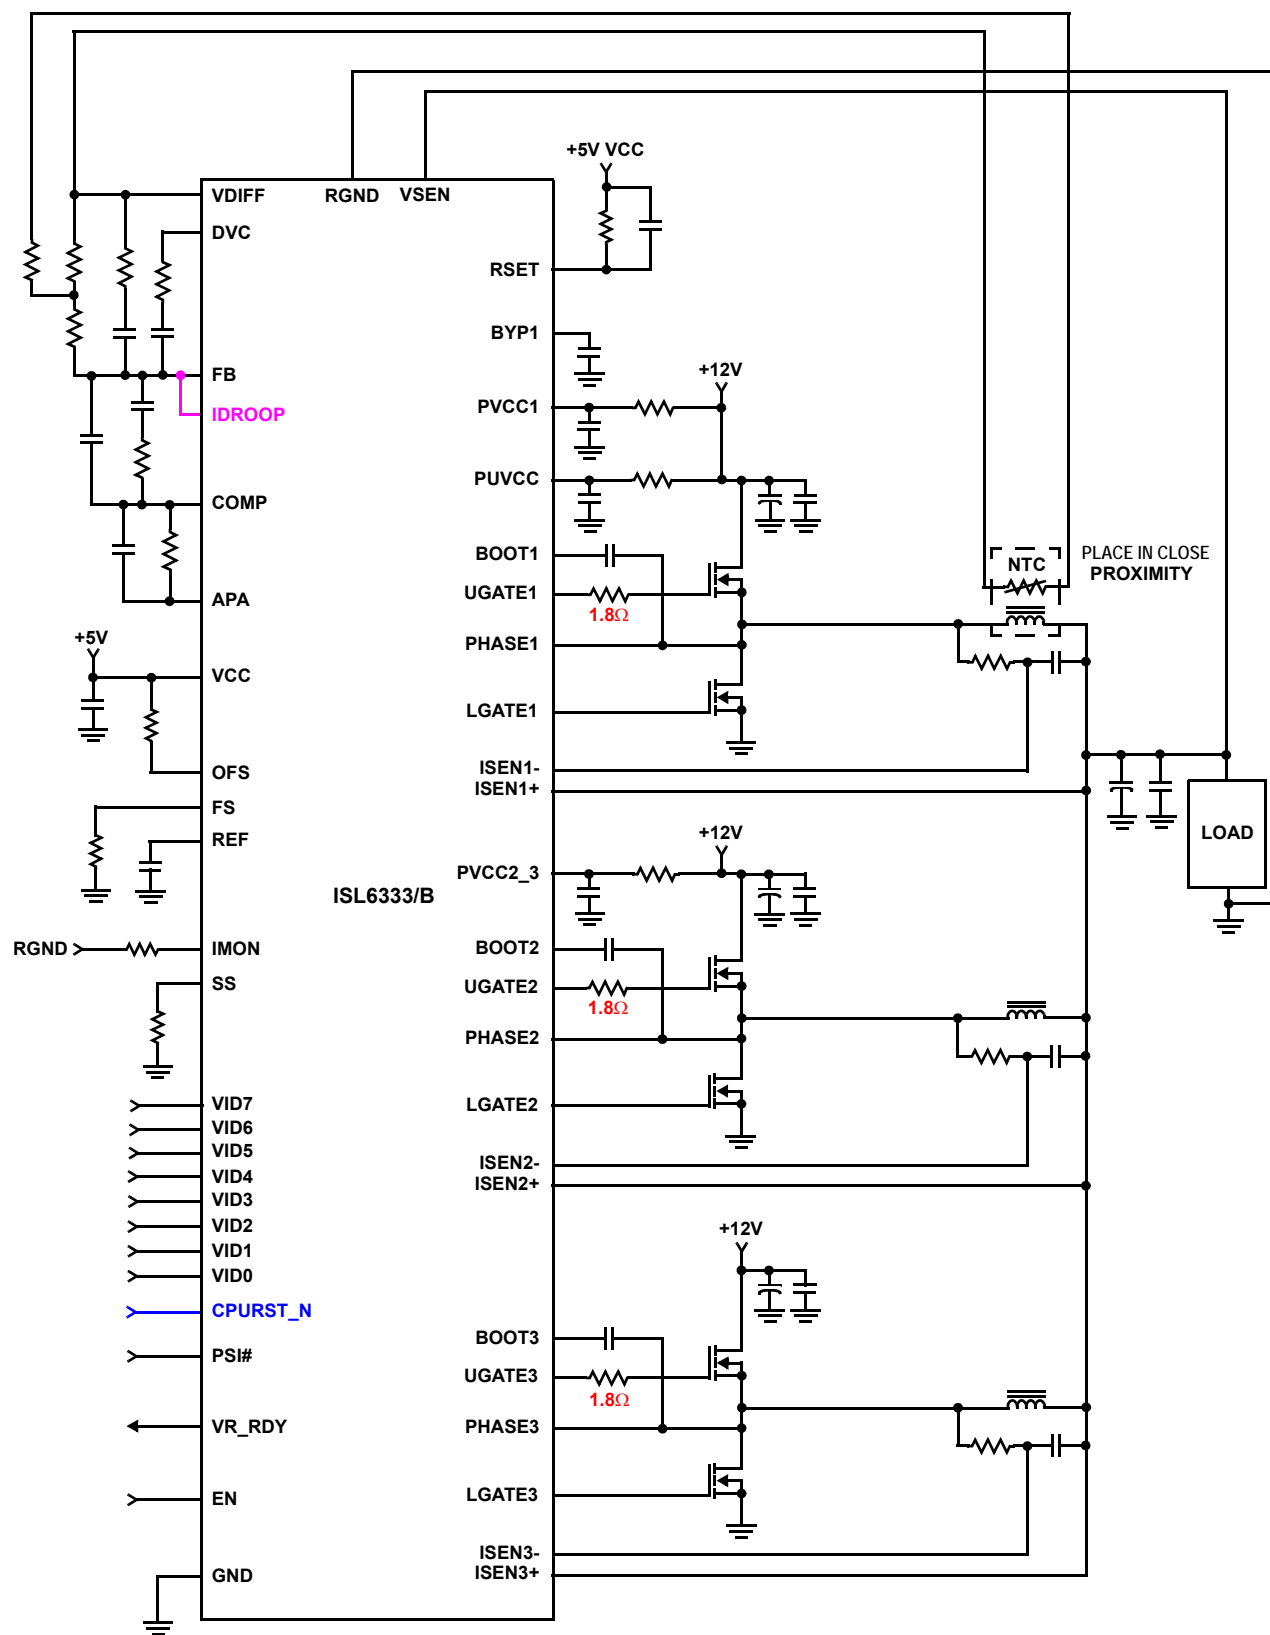 +5V VCC
VDIFF
RGND
VSEN
DVC
RSET
BYP1
+12V
FB
PVCC1
IDROOP
PUVCC
COMP
BOOT1
NTC
PLACE IN CLOSE
PROXIMITY
UGATE1
APA
1.8Ω
+5V
PHASE1
VCC
LGATE1
ISEN1-
OFS
ISEN1+
FS
+12V
LOAD
REF
PVCC2_3
ISL6333/B
RGND
IMON
BOOT2
SS
UGATE2
1.8Ω
PHASE2
VID7
LGATE2
VID6
VID5
ISEN2-
VID4
ISEN2+
VID3
VID2
+12V
VID1
VID0
CPURST_N
BOOT3
PSI#
UGATE3
1.8Ω
VR_RDY
PHASE3
EN
LGATE3
ISEN3-
GND
ISEN3+